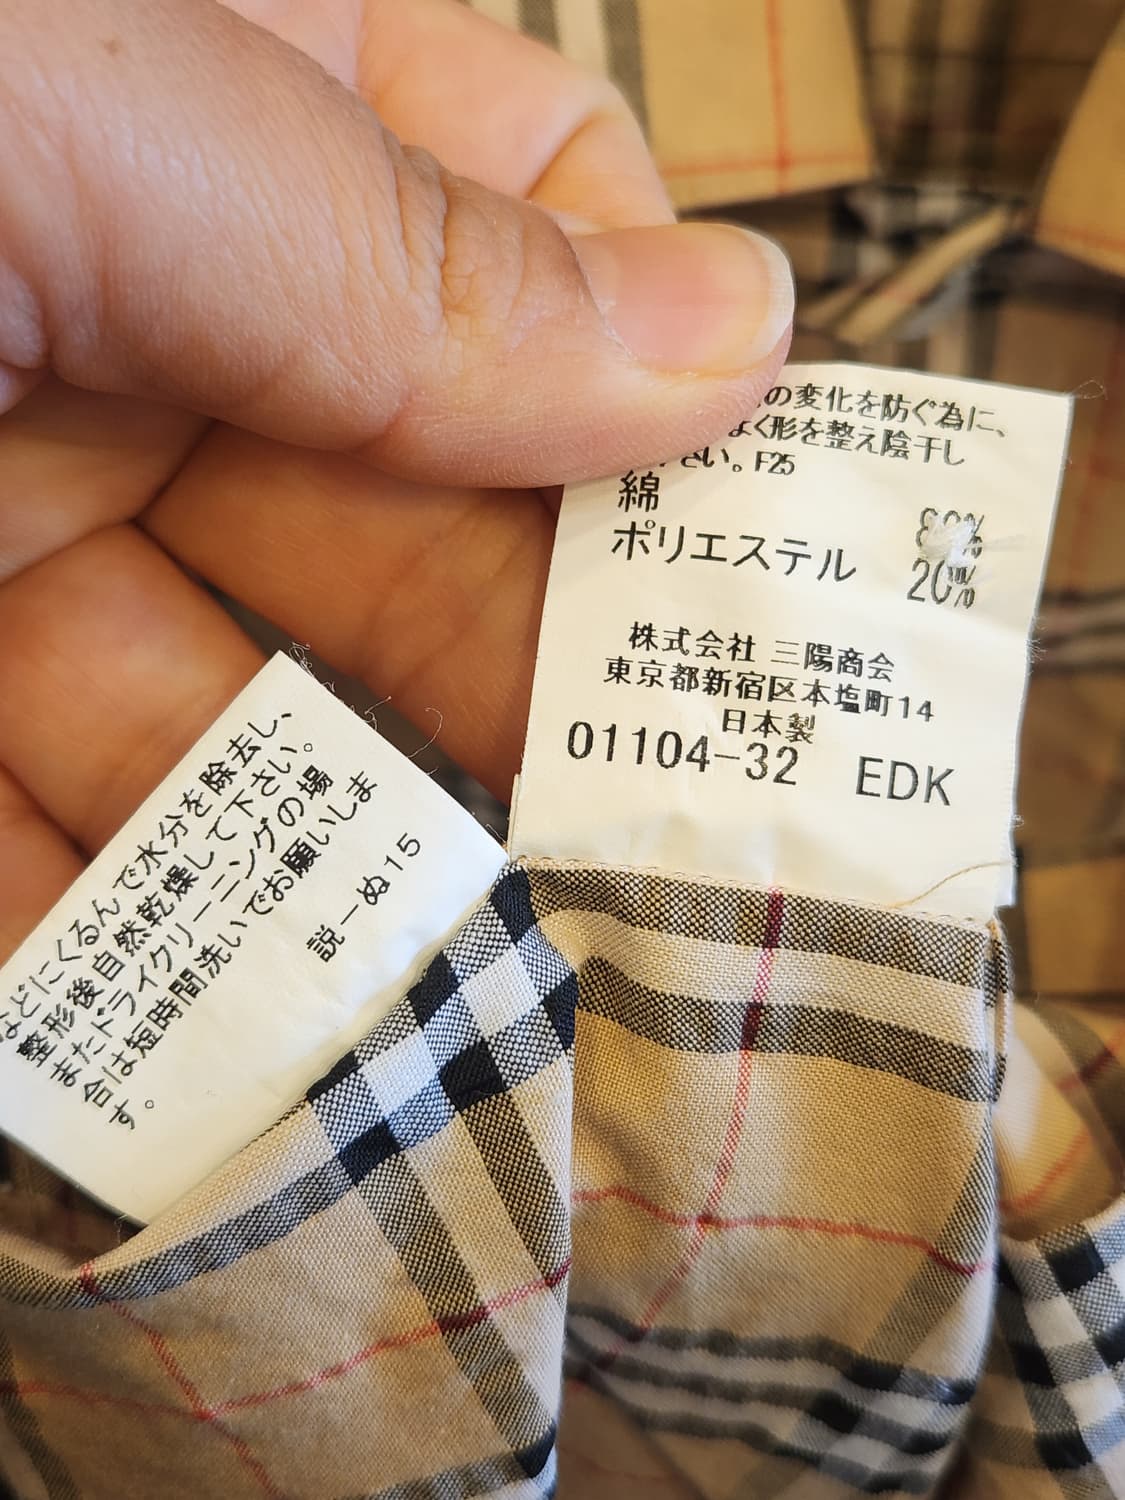 の変化を防ぐ為に、
よく形を整え陰干し
さい。F25
綿 80%
ポリエステル 20%
株式会社 三陽商会
東京都新宿区本塩町14
日本製
01104-32 EDK
などにくるんで水分を除去し、
整形後自然乾燥して下さい。
またドライクリーニングの場
合は短時間洗いでお願いしま
す。
説-ぬ15